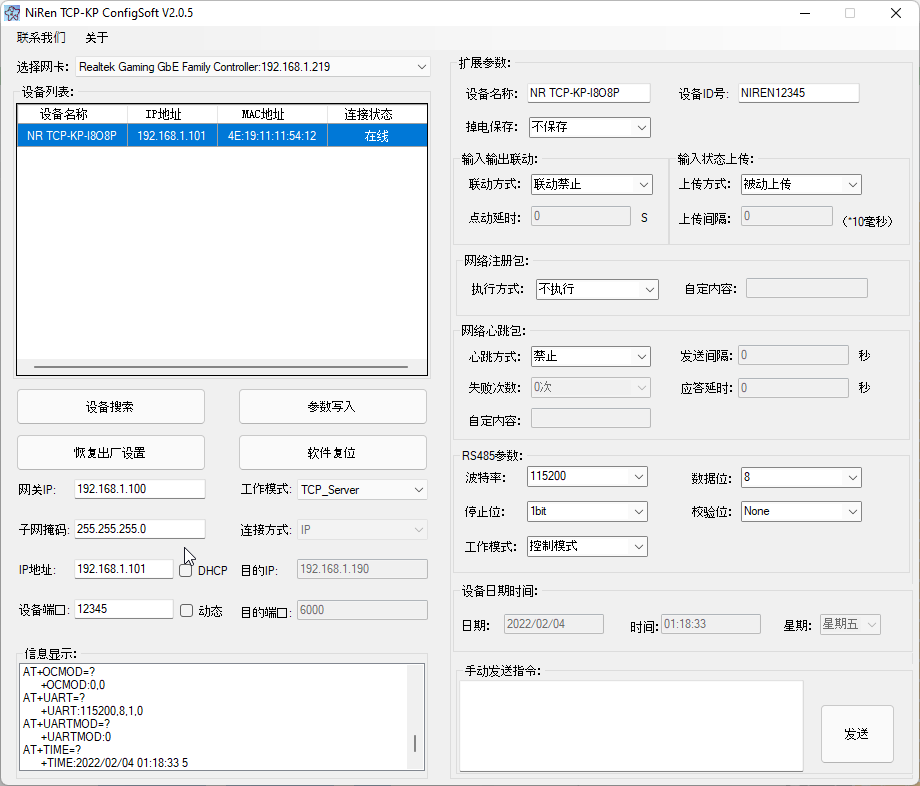 NiRen TCP-KP ConfigSoft V2.0.5
联系我们 关于
选择网卡: Realtek Gaming GbE Family Controller:192.168.1.219
设备列表:
设备名称 IP地址 MAC地址 连接状态
NR TCP-KP-I8O8P 192.168.1.101 4E:19:11:11:54:12 在线
设备搜索 参数写入
恢复出厂设置 软件复位
网关IP: 192.168.1.100 工作模式: TCP_Server
子网掩码: 255.255.255.0 连接方式: IP
IP地址: 192.168.1.101 DHCP 目的IP: 192.168.1.190
设备端口: 12345 动态 目的端口: 6000
信息显示:
AT+OCMOD=?
+OCMOD:0,0
AT+UART=?
+UART:115200,8,1,0
AT+UARTMOD=?
+UARTMOD:0
AT+TIME=?
+TIME:2022/02/04 01:18:33 5
扩展参数:
设备名称: NR TCP-KP-I8O8P 设备ID号: NIREN12345
掉电保存: 不保存
输入输出联动: 输入状态上传:
联动方式: 联动禁止 上传方式: 被动上传
点动延时: 0 S 上传间隔: 0 (*10毫秒)
网络注册包:
执行方式: 不执行 自定内容:
网络心跳包:
心跳方式: 禁止 发送间隔: 0 秒
失败次数: 0次 应答延时: 0 秒
自定内容:
RS485参数:
波特率: 115200 数据位: 8
停止位: 1bit 校验位: None
工作模式: 控制模式
设备日期时间:
日期: 2022/02/04 时间: 01:18:33 星期: 星期五
手动发送指令:
发送